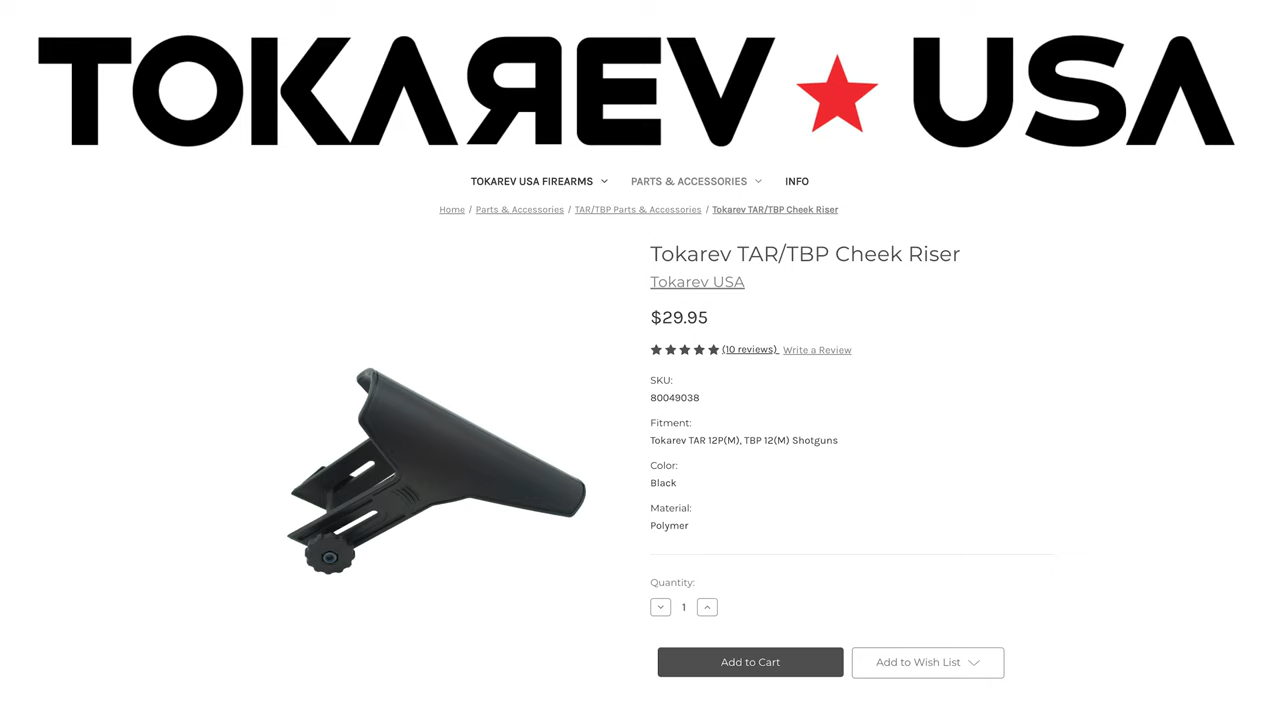 TOKAREV USA
TOKAREV USA FIREARMS PARTS & ACCESSORIES INFO
Home / Parts & Accessories / TAR/TBP Parts & Accessories / Tokarev TAR/TBP Cheek Riser
Tokarev TAR/TBP Cheek Riser
Tokarev USA
$29.95
(10 reviews) Write a Review
SKU:
80049038
Fitment:
Tokarev TAR 12P(M), TBP 12(M) Shotguns
Color:
Black
Material:
Polymer
Quantity:
1
Add to Cart Add to Wish List